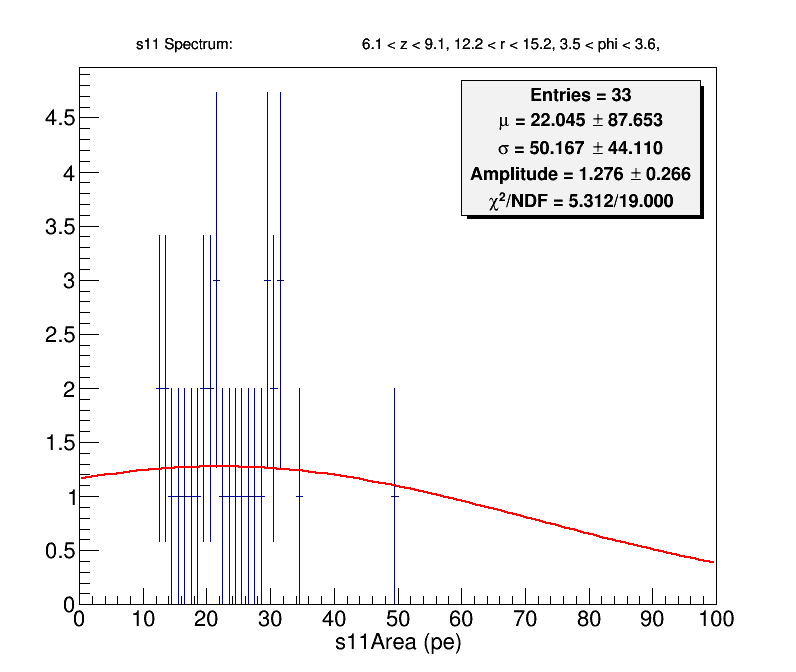 s11 Spectrum: 6.1 < z < 9.1, 12.2 < r < 15.2, 3.5 < phi < 3.6,
Entries = 33
μ = 22.045 ± 87.653
σ = 50.167 ± 44.110
Amplitude = 1.276 ± 0.266
χ²/NDF = 5.312/19.000
4.5
4
3.5
3
2.5
2
1.5
1
0.5
0
0 10 20 30 40 50 60 70 80 90 100
s11Area (pe)